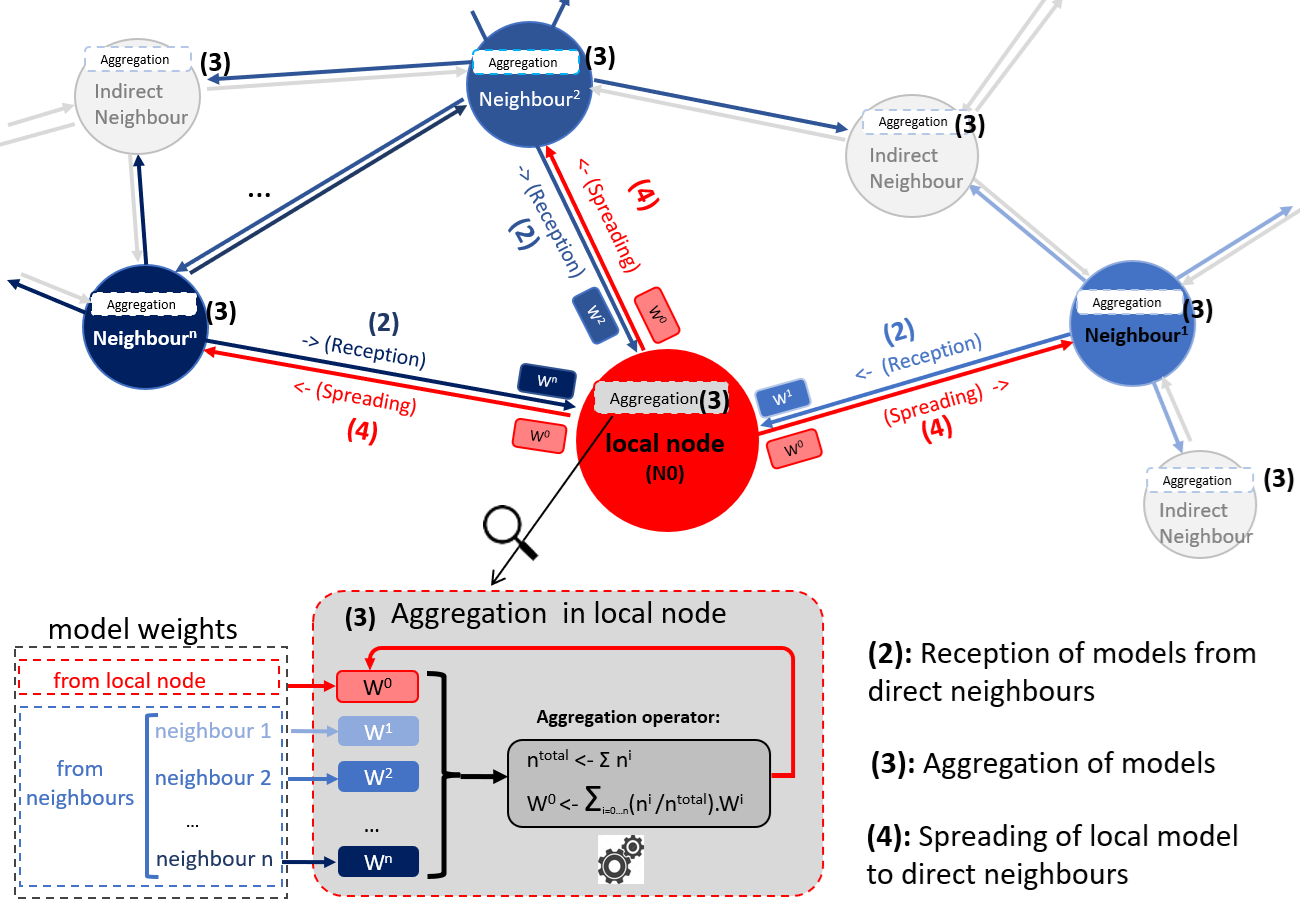 Aggregation (3)
Indirect
Neighbour
Aggregation (3)
Neighbour²
Aggregation (3)
Indirect
Neighbour
...
-> (Reception)
(2)
<- (Spreading)
(4)
W²
W⁰
Aggregation (3)
Neighbourⁿ
(2)
-> (Reception)
<- (Spreading)
(4)
Wⁿ
W⁰
Aggregation (3)
local node
(N0)
Aggregation (3)
Neighbour¹
(2)
<- (Reception)
(Spreading) ->
(4)
W¹
W⁰
Aggregation (3)
Indirect
Neighbour
model weights
from local node
from
neighbours
neighbour 1
neighbour 2
...
neighbour n
(3) Aggregation in local node
W⁰
W¹
W²
...
Wⁿ
Aggregation operator:
nᵗᵒᵗᵃˡ <- Σ nⁱ
W⁰ <- Σᵢ₌₀...ₙ(nⁱ/nᵗᵒᵗᵃˡ).Wⁱ
(2): Reception of models from
direct neighbours
(3): Aggregation of models
(4): Spreading of local model
to direct neighbours